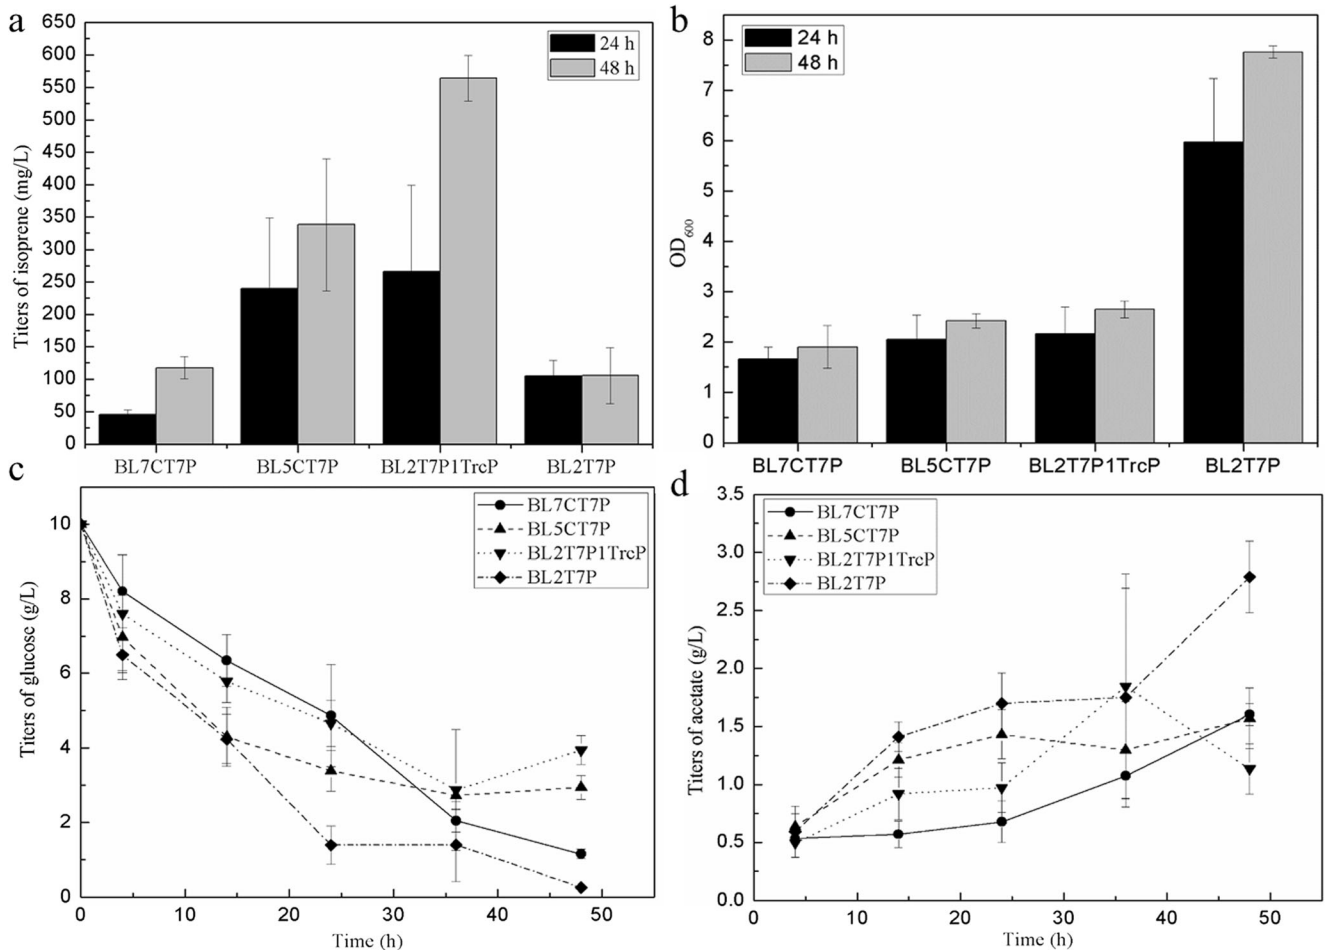 a
650
600
550
500
450
400
350
300
250
200
150
100
50
0
Titers of isoprene (mg/L)
24 h
48 h
BL7CT7P BL5CT7P BL2T7P1TrcP BL2T7P
b
8
7
6
5
4
3
2
1
0
OD600
24 h
48 h
BL7CT7P BL5CT7P BL2T7P1TrcP BL2T7P
c
10
8
6
4
2
0
Titers of glucose (g/L)
BL7CT7P
BL5CT7P
BL2T7P1TrcP
BL2T7P
0 10 20 30 40 50
Time (h)
d
3.5
3.0
2.5
2.0
1.5
1.0
0.5
0.0
Titers of acetate (g/L)
BL7CT7P
BL5CT7P
BL2T7P1TrcP
BL2T7P
0 10 20 30 40 50
Time (h)